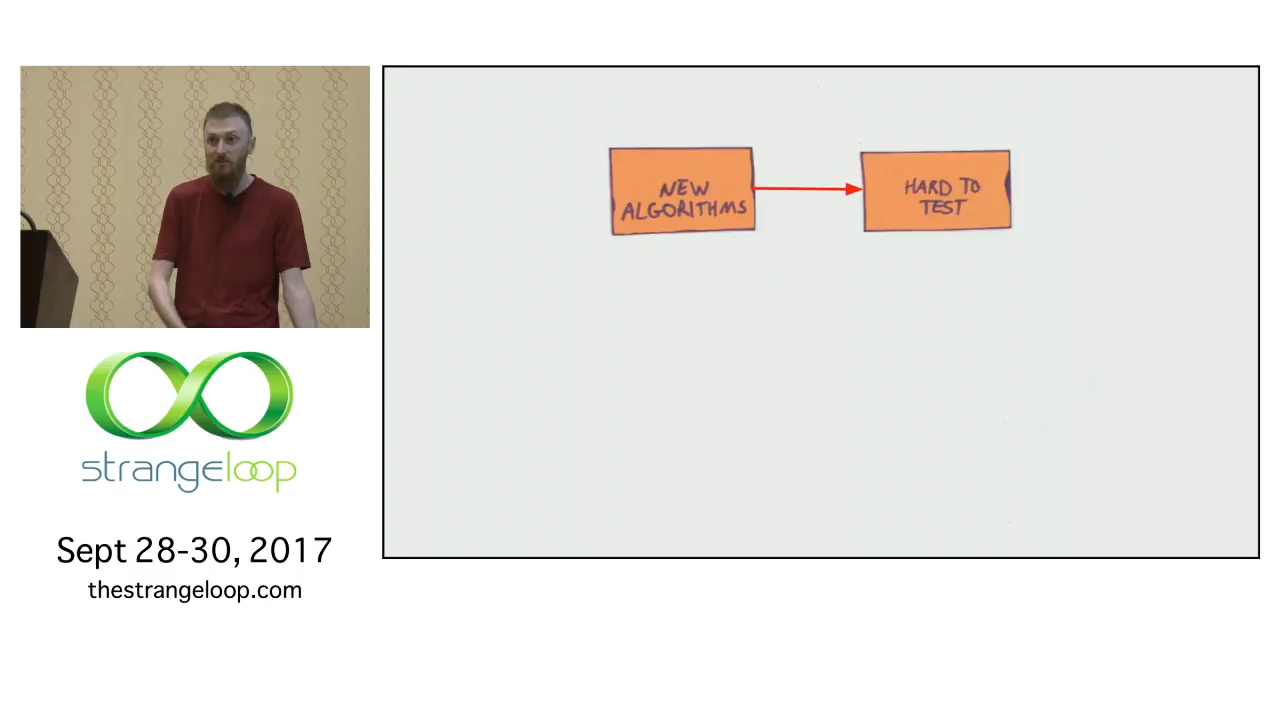 NEW
ALGORITHMS
HARD TO
TEST
strangeloop
Sept 28-30, 2017
thestrangeloop.com